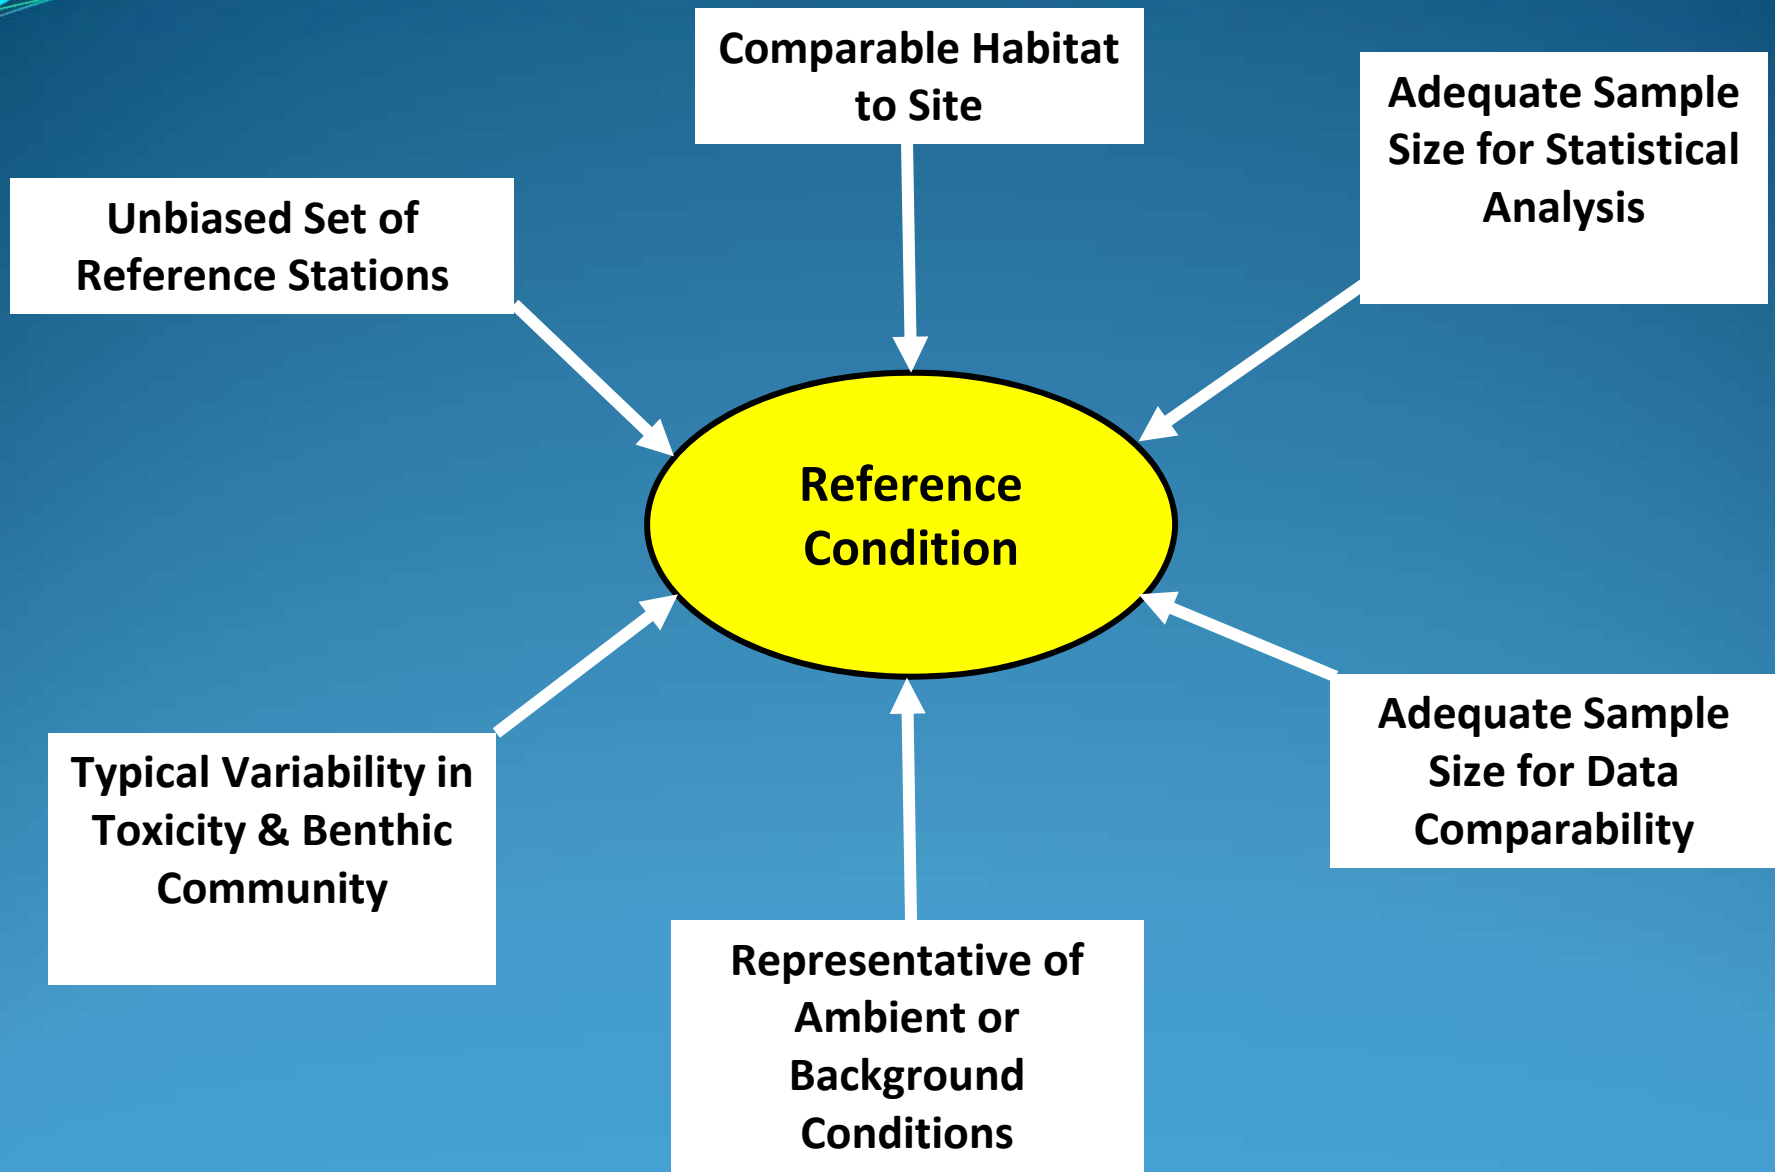 Comparable Habitat
to Site
Adequate Sample
Size for Statistical
Analysis
Unbiased Set of
Reference Stations
Reference
Condition
Typical Variability in
Toxicity & Benthic
Community
Adequate Sample
Size for Data
Comparability
Representative of
Ambient or
Background
Conditions